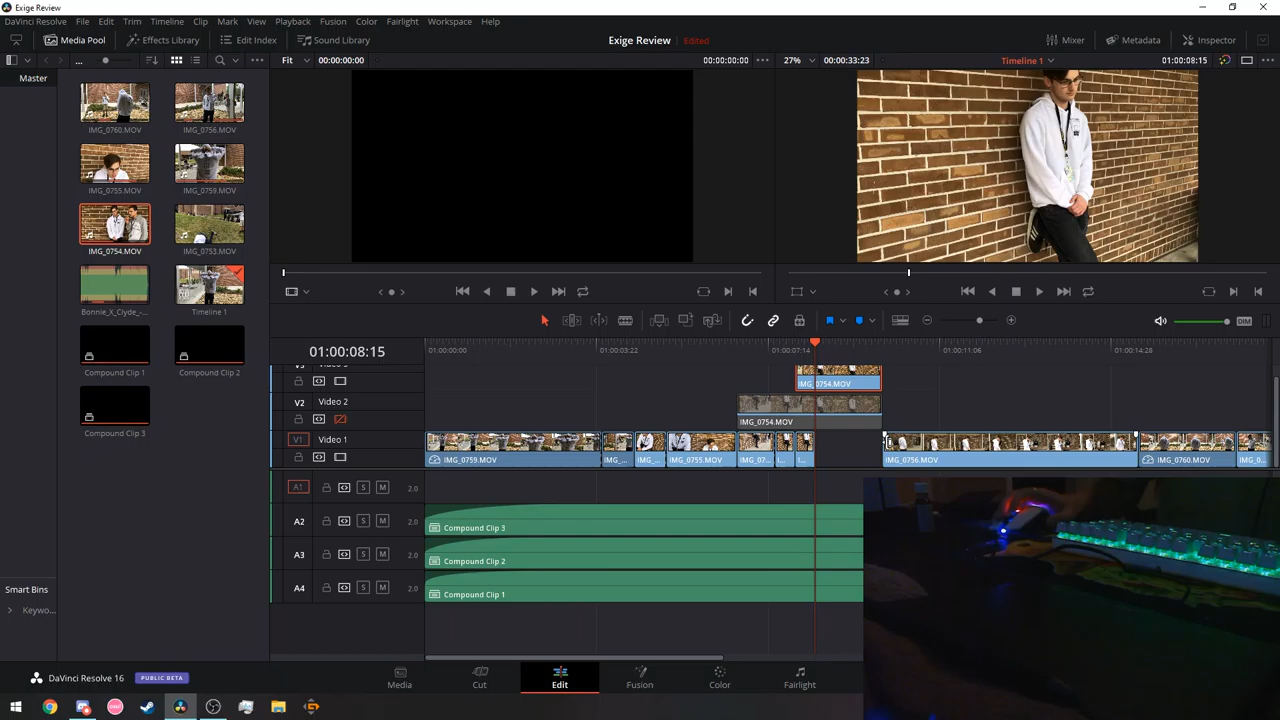 Exige Review
DaVinci Resolve File Edit Trim Timeline Clip Mark View Playback Fusion Color Fairlight Workspace Help
Media Pool Effects Library Edit Index Sound Library Exige Review Edited Mixer Metadata Inspector
... Fit 00:00:00:00 00:00:00:00 27% 00:00:33:23 Timeline 1 01:00:08:15
Master
IMG_0760.MOV IMG_0756.MOV
IMG_0755.MOV IMG_0759.MOV
IMG_0754.MOV IMG_0753.MOV
Bonnie_X_Clyde_-... Timeline 1
Compound Clip 1 Compound Clip 2
Compound Clip 3
DIM
01:00:08:15 01:00:00:00 01:00:03:22 01:00:07:14 01:00:11:06 01:00:14:28
IMG_0754.MOV
V2 Video 2
IMG_0754.MOV
V1 Video 1
IMG_0759.MOV IMG_... IMG_... IMG_0755.MOV IMG_07... I... I... IMG_0756.MOV IMG_0760.MOV IMG_0...
A1 S M 2.0
A2 S M 2.0 Compound Clip 3
A3 S M 2.0 Compound Clip 2
A4 S M 2.0 Compound Clip 1
Smart Bins
Keywo...
DaVinci Resolve 16 PUBLIC BETA Media Cut Edit Fusion Color Fairlight